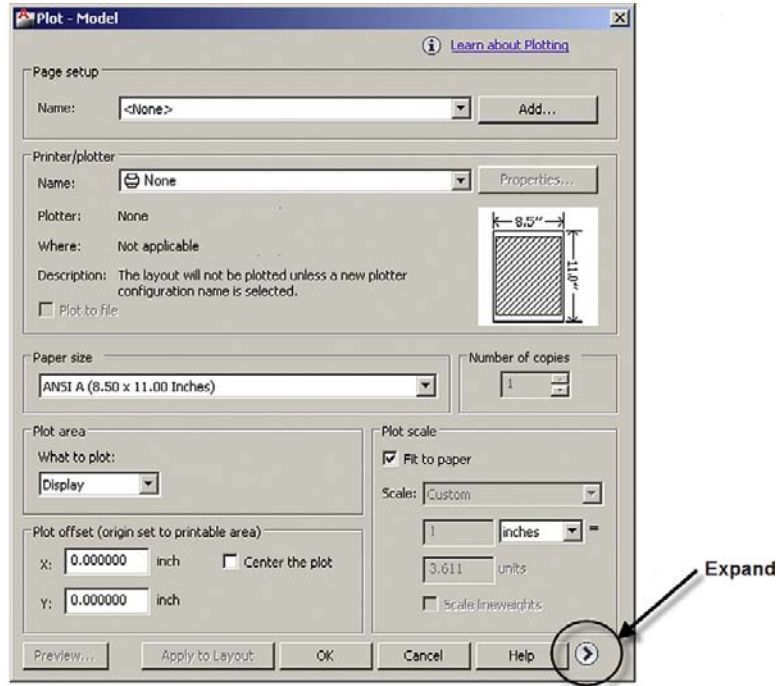 Plot - Model
Learn about Plotting
Page setup
Name: <None> Add...
Printer/plotter
Name: None Properties...
Plotter: None
Where: Not applicable
Description: The layout will not be plotted unless a new plotter
configuration name is selected.
Plot to file
8.5"
11.0"
Paper size
ANSI A (8.50 x 11.00 Inches)
Number of copies
1
Plot area
What to plot:
Display
Plot offset (origin set to printable area)
X: 0.000000 inch Center the plot
Y: 0.000000 inch
Plot scale
Fit to paper
Scale: Custom
1 inches =
3.611 units
Scale lineweights
Expand
Preview... Apply to Layout OK Cancel Help